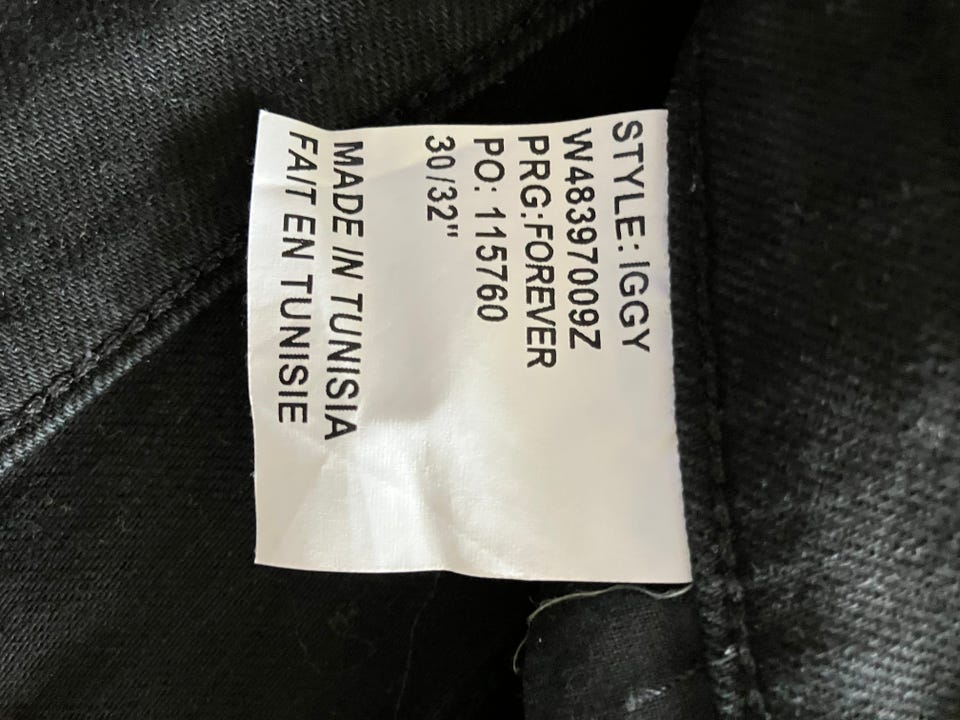 STYLE: IGGY
W48397009Z
PRG:FOREVER
PO: 115760
30/32"
MADE IN TUNISIA
FAIT EN TUNISIE